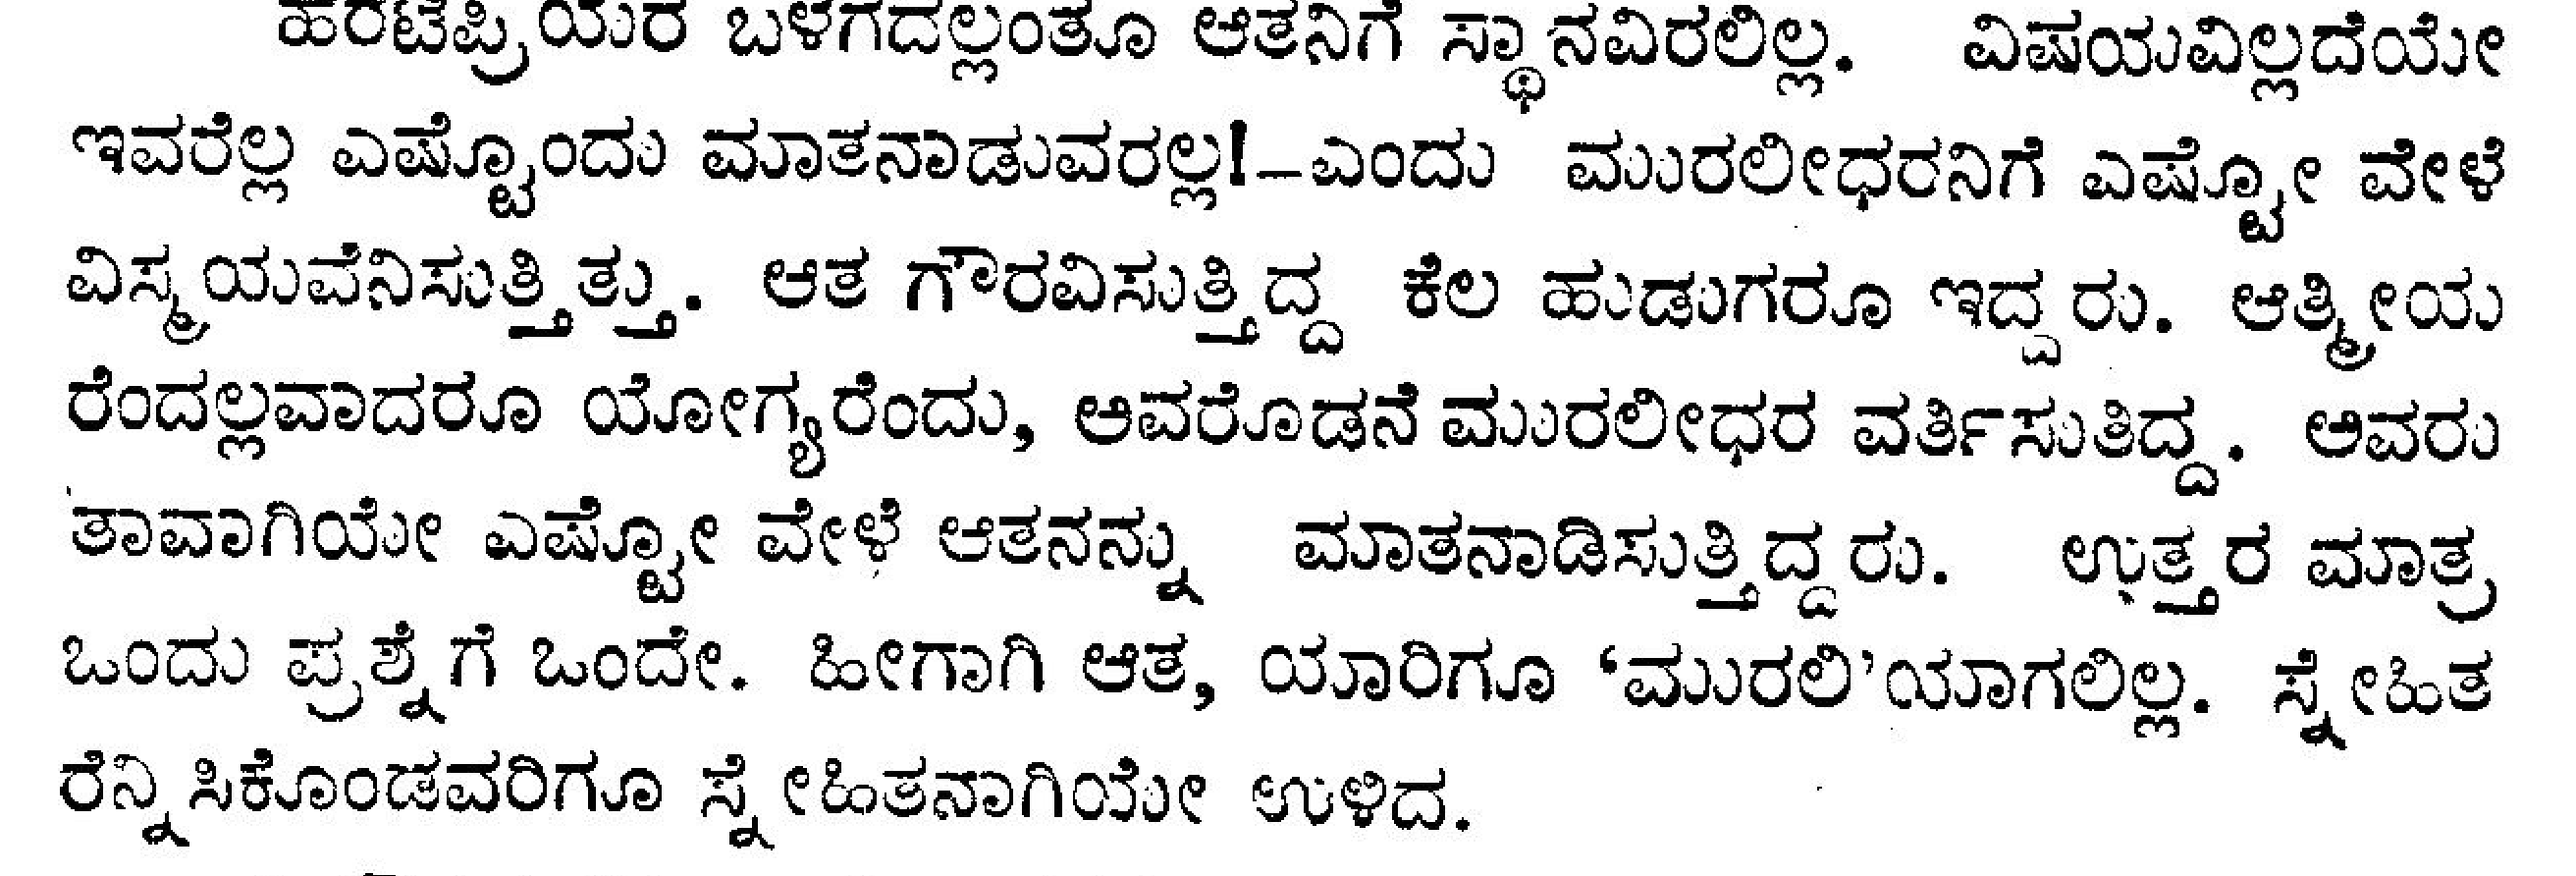 ಹರಟೆಪ್ರಿಯರ ಬಳಗದಲ್ಲಂತೂ ಆತನಿಗೆ ಸ್ಥಾನವಿರಲಿಲ್ಲ. ವಿಷಯವಿಲ್ಲದೆಯೇ
ಇವರೆಲ್ಲ ಎಷ್ಟೊಂದು ಮಾತನಾಡುವರಲ್ಲ!–ಎಂದು ಮುರಲೀಧರನಿಗೆ ಎಷ್ಟೋ ವೇಳೆ
ವಿಸ್ಮಯವೆನಿಸುತ್ತಿತ್ತು. ಆತ ಗೌರವಿಸುತ್ತಿದ್ದ ಕೆಲ ಹುಡುಗರೂ ಇದ್ದರು. ಆತ್ಮೀಯ
ರೆಂದಲ್ಲವಾದರೂ ಯೋಗ್ಯರೆಂದು, ಅವರೊಡನೆ ಮುರಲೀಧರ ವರ್ತಿಸುತಿದ್ದ. ಅವರು
ತಾವಾಗಿಯೇ ಎಷ್ಟೋ ವೇಳೆ ಆತನನ್ನು ಮಾತನಾಡಿಸುತ್ತಿದ್ದರು. ಉತ್ತರ ಮಾತ್ರ
ಒಂದು ಪ್ರಶ್ನೆಗೆ ಒಂದೇ. ಹೀಗಾಗಿ ಆತ, ಯಾರಿಗೂ ‘ಮುರಲಿ’ಯಾಗಲಿಲ್ಲ. ಸ್ನೇಹಿತ
ರೆನ್ನಿಸಿಕೊಂಡವರಿಗೂ ಸ್ನೇಹಿತನಾಗಿಯೇ ಉಳಿದ.